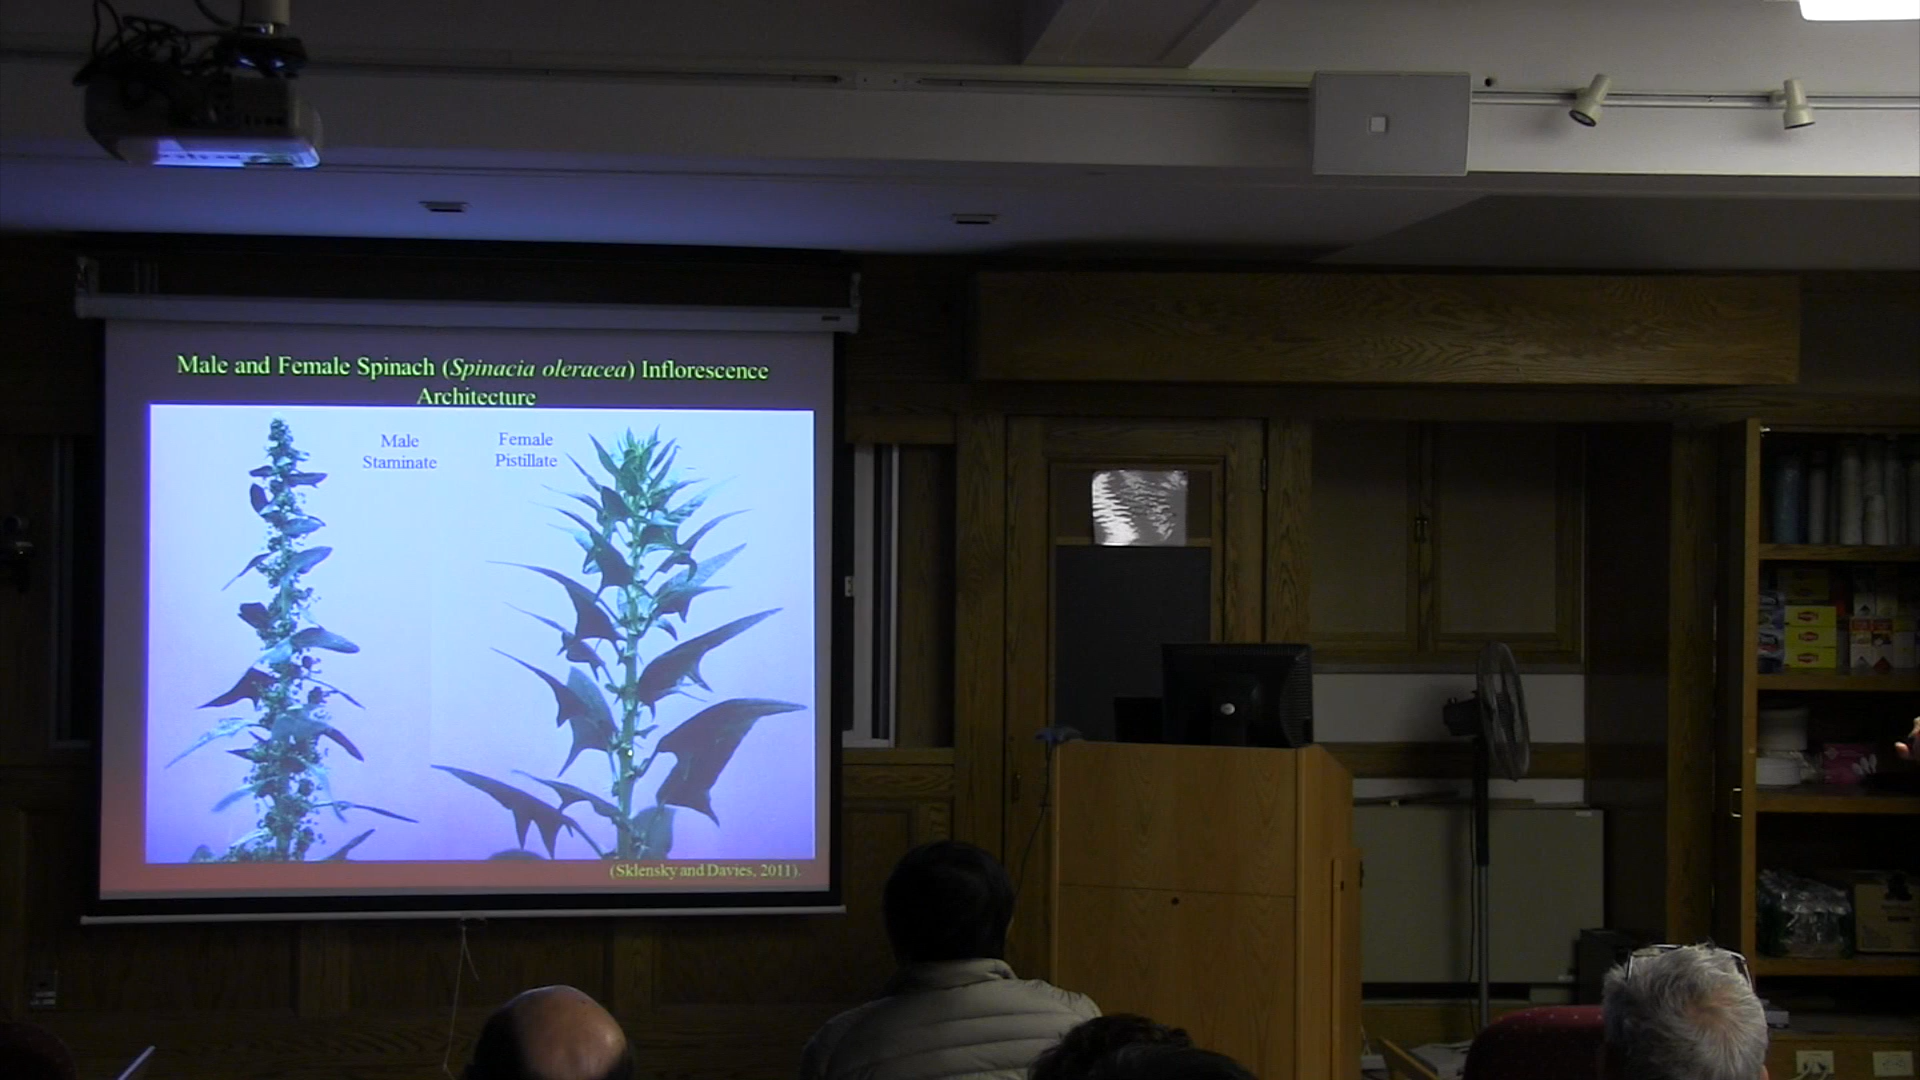 Male and Female Spinach (Spinacia oleracea) Inflorescence
Architecture
Male
Staminate
Female
Pistillate
(Sklensky and Davies, 2011).